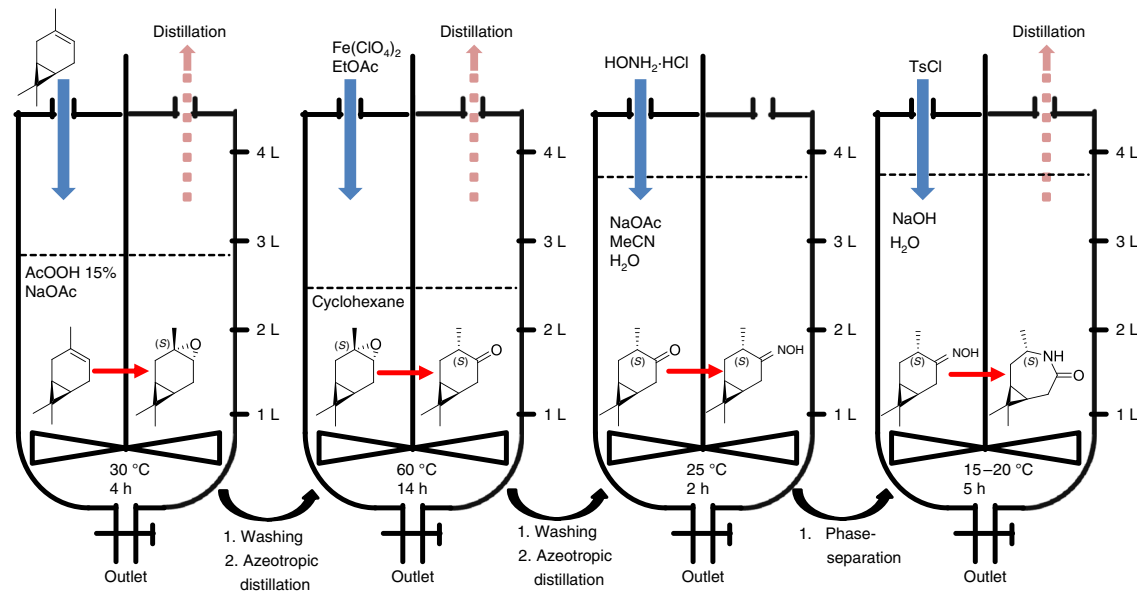 Distillation
4 L
3 L
AcOOH 15%
NaOAc
2 L
(S)
O
1 L
30 °C
4 h
Outlet
1. Washing
2. Azeotropic
distillation
Fe(ClO4)2
EtOAc
Distillation
4 L
3 L
Cyclohexane
2 L
(S)
O
(S)
O
1 L
60 °C
14 h
Outlet
1. Washing
2. Azeotropic
distillation
HONH2·HCl
4 L
NaOAc
MeCN
H2O
3 L
2 L
(S)
O
(S)
NOH
1 L
25 °C
2 h
Outlet
1. Phase-
separation
TsCl
Distillation
4 L
NaOH
H2O
3 L
2 L
(S)
NOH
(S)
NH
O
1 L
15–20 °C
5 h
Outlet